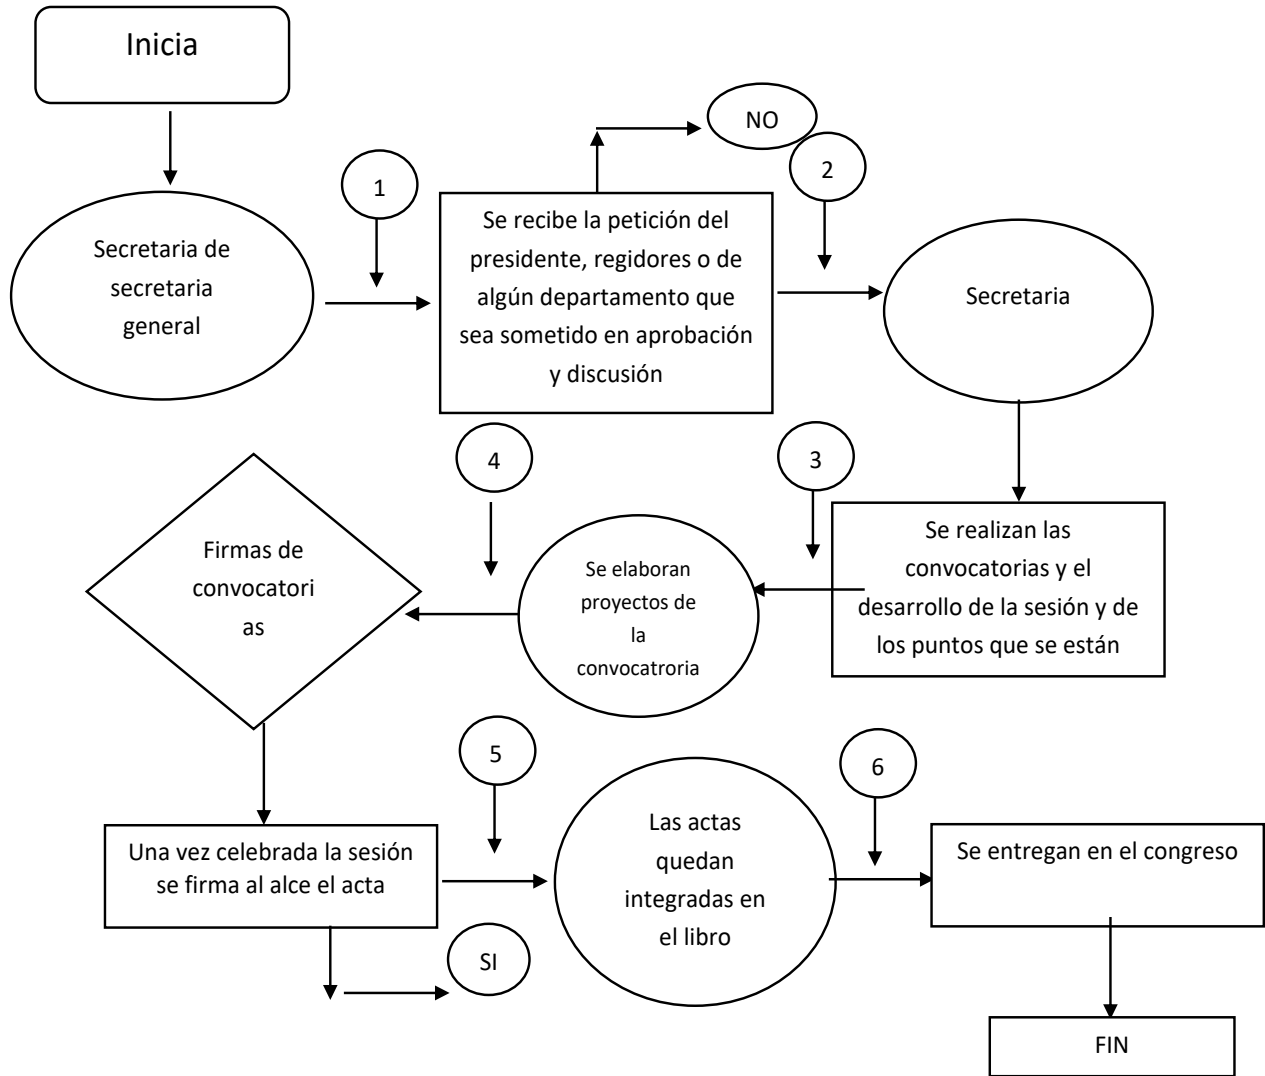 Inicia
NO
1
2
Secretaria de
secretaria
general
Se recibe la petición del
presidente, regidores o de
algún departamento que
sea sometido en aprobación
y discusión
Secretaria
4
3
Firmas de
convocatori
as
Se elaboran
proyectos de
la
convocatroria
Se realizan las
convocatorias y el
desarrollo de la sesión y de
los puntos que se están
5
6
Una vez celebrada la sesión
se firma al alce el acta
Las actas
quedan
integradas en
el libro
Se entregan en el congreso
SI
FIN